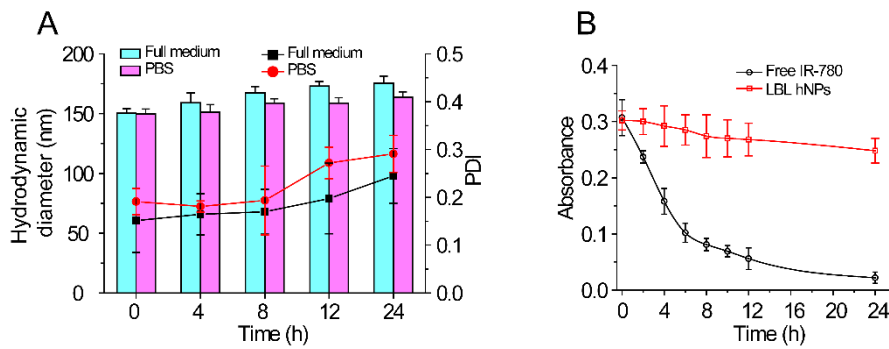 A
Full medium
PBS
Full medium
PBS
Hydrodynamic
diameter (nm)
200
150
100
50
0
0.5
0.4
0.3
0.2
0.1
0.0
PDI
0 4 8 12 24
Time (h)
B
Free IR-780
LBL hNPs
Absorbance
0.4
0.3
0.2
0.1
0.0
0 4 8 12 16 20 24
Time (h)